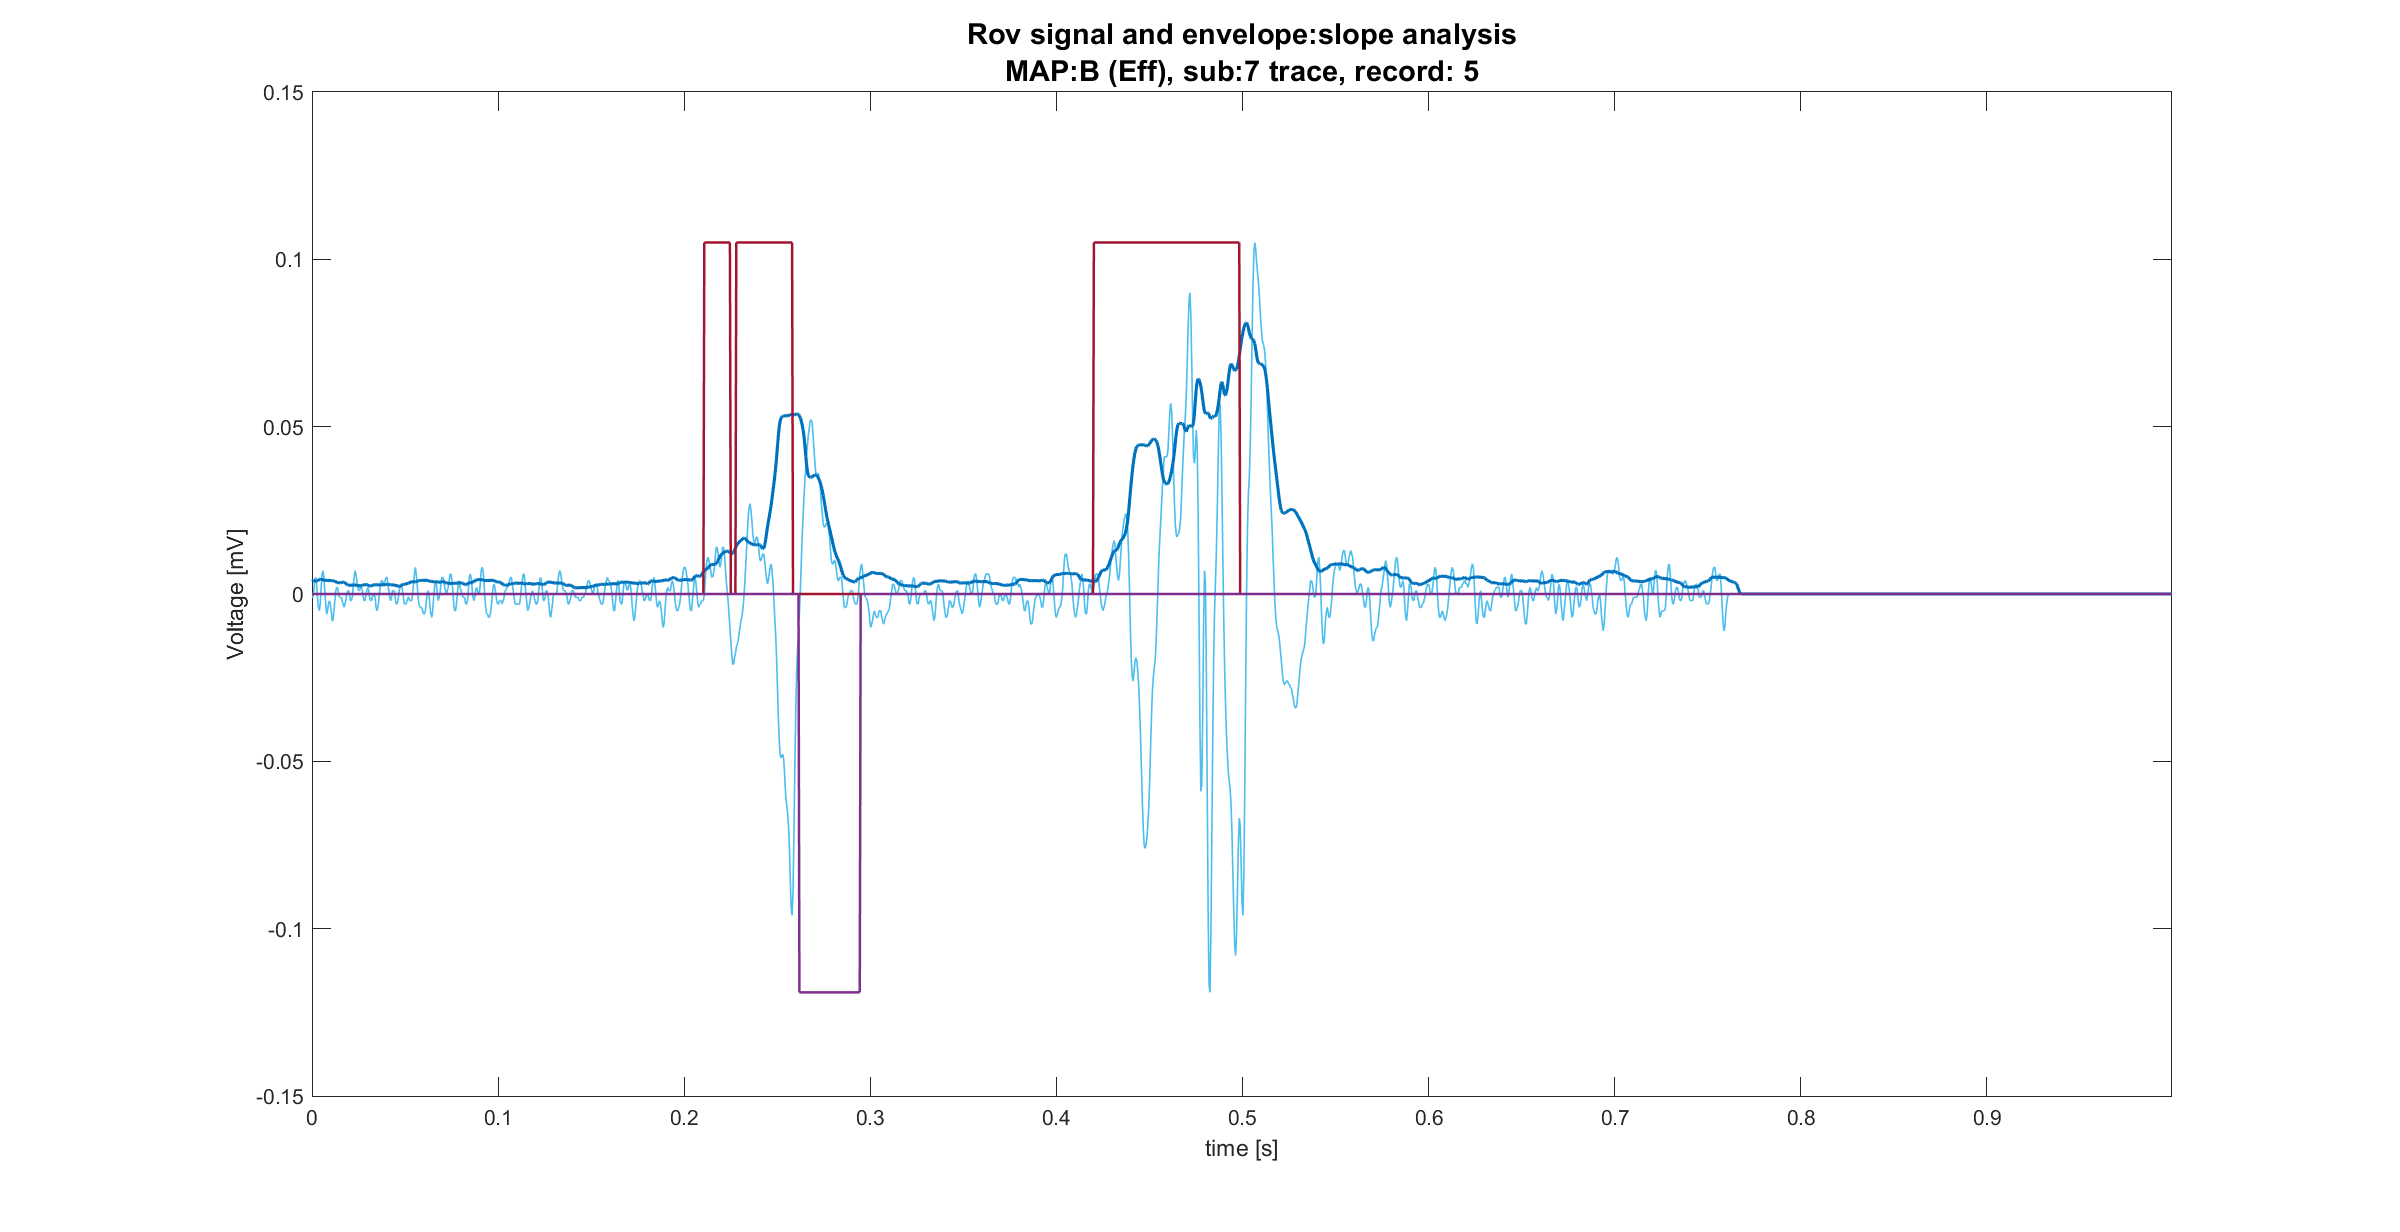 Rov signal and envelope:slope analysis
MAP:B (Eff), sub:7 trace, record: 5
0.15
0.1
0.05
0
-0.05
-0.1
-0.15
Voltage [mV]
0 0.1 0.2 0.3 0.4 0.5 0.6 0.7 0.8 0.9
time [s]